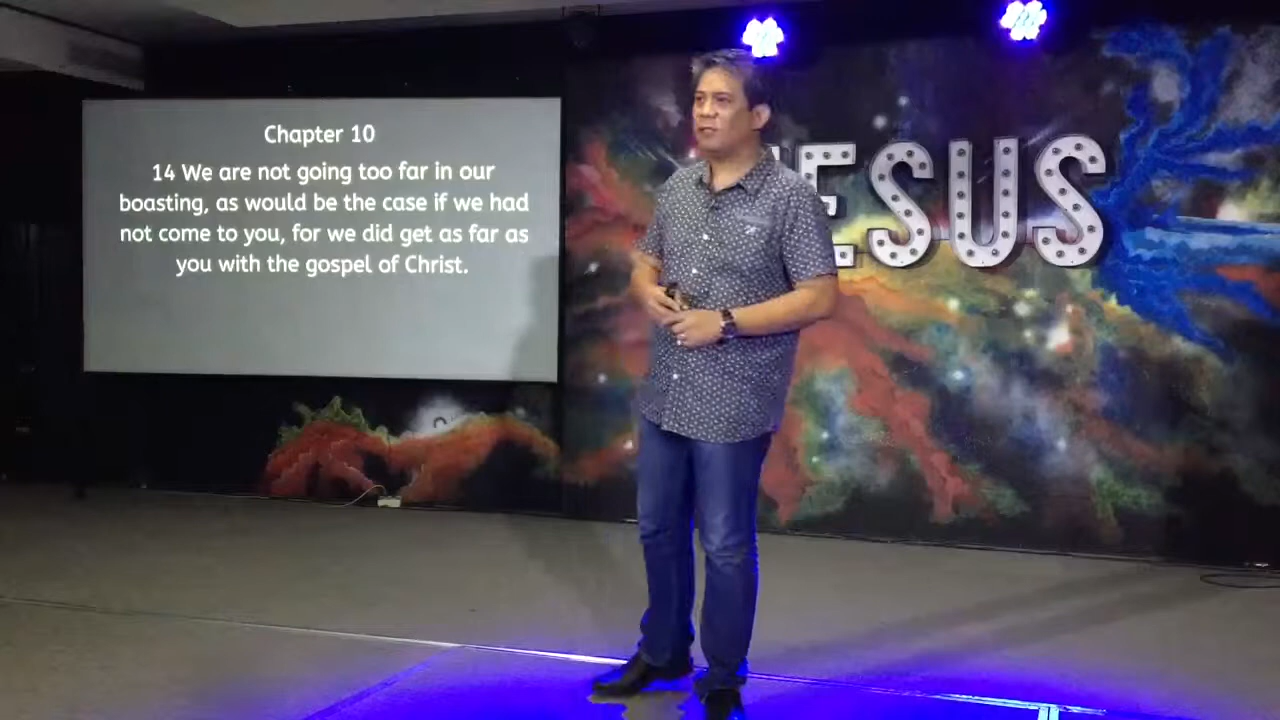 Chapter 10
14 We are not going too far in our
boasting, as would be the case if we had
not come to you, for we did get as far as
you with the gospel of Christ.
JESUS